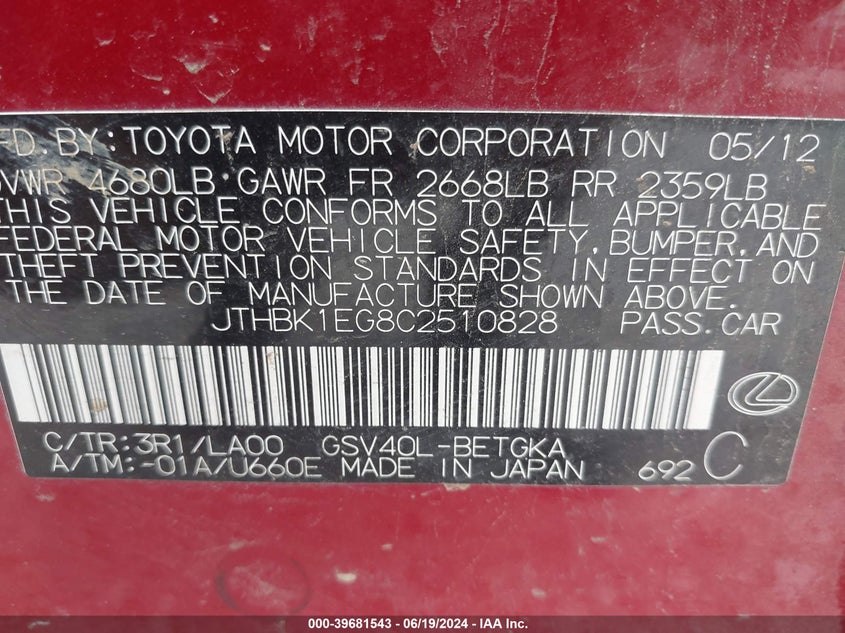 MFD. BY: TOYOTA MOTOR CORPORATION 05/12
GVWR 4680LB GAWR FR 2668LB RR 2359LB
THIS VEHICLE CONFORMS TO ALL APPLICABLE
FEDERAL MOTOR VEHICLE SAFETY, BUMPER, AND
THEFT PREVENTION STANDARDS IN EFFECT ON
THE DATE OF MANUFACTURE SHOWN ABOVE.
JTHBK1EG8C2510828 PASS. CAR
C/TR: 3R1/LA00 GSV40L-BETGKA
A/TM: -01A/U660E MADE IN JAPAN 692 C
000-39681543 - 06/19/2024 - IAA Inc.